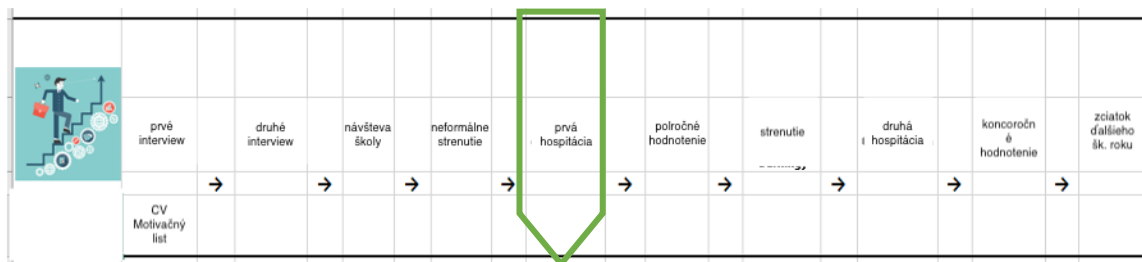 prvé
interview
→
druhé
interview
→
návšteva
školy
→
neformálne
strenutie
→
prvá
hospitácia
→
polročné
hodnotenie
→
strenutie
→
druhá
hospitácia
→
koncoročn
é
hodnotenie
→
zciatok
ďalšieho
šk. roku
CV
Motivačný
list